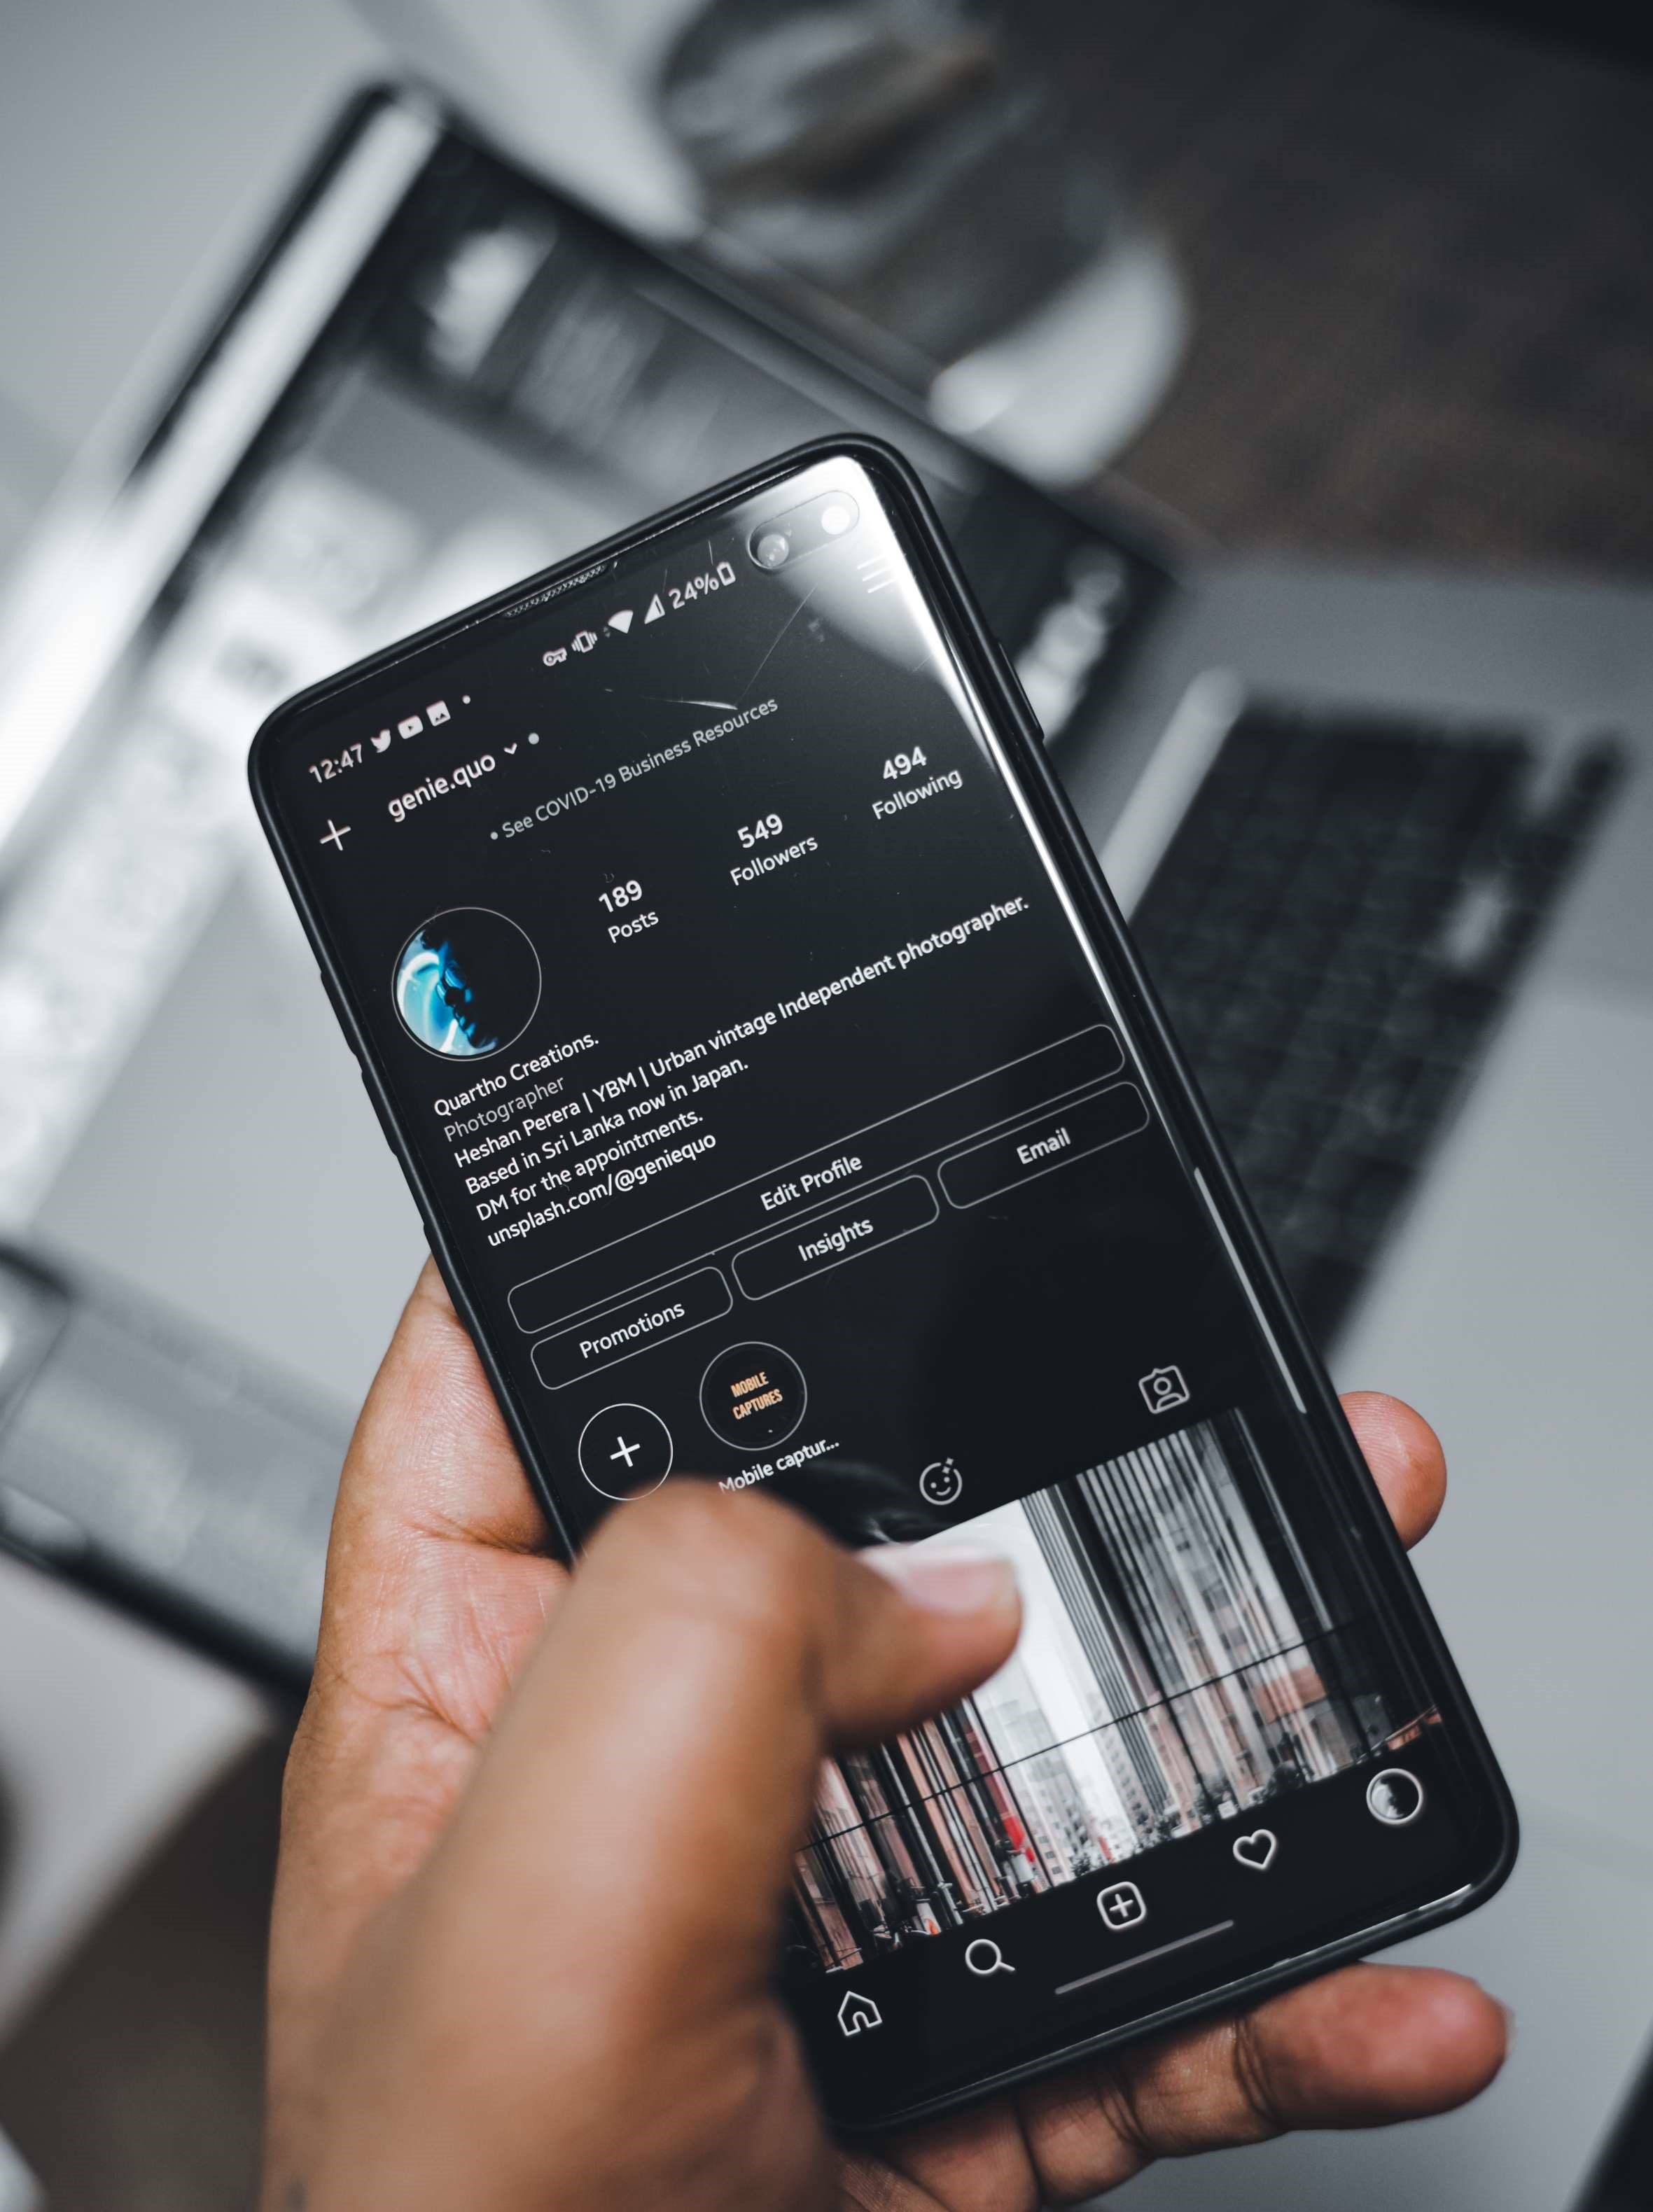 12:47
24%
genie.quo
• See COVID-19 Business Resources
189
Posts
549
Followers
494
Following
Quartho Creations.
Photographer
Heshan Perera | YBM | Urban vintage Independent photographer.
Based in Sri Lanka now in Japan.
DM for the appointments.
unsplash.com/@geniequo
Edit Profile
Promotions
Insights
Email
MOBILE
CAPTURES
Mobile captur...